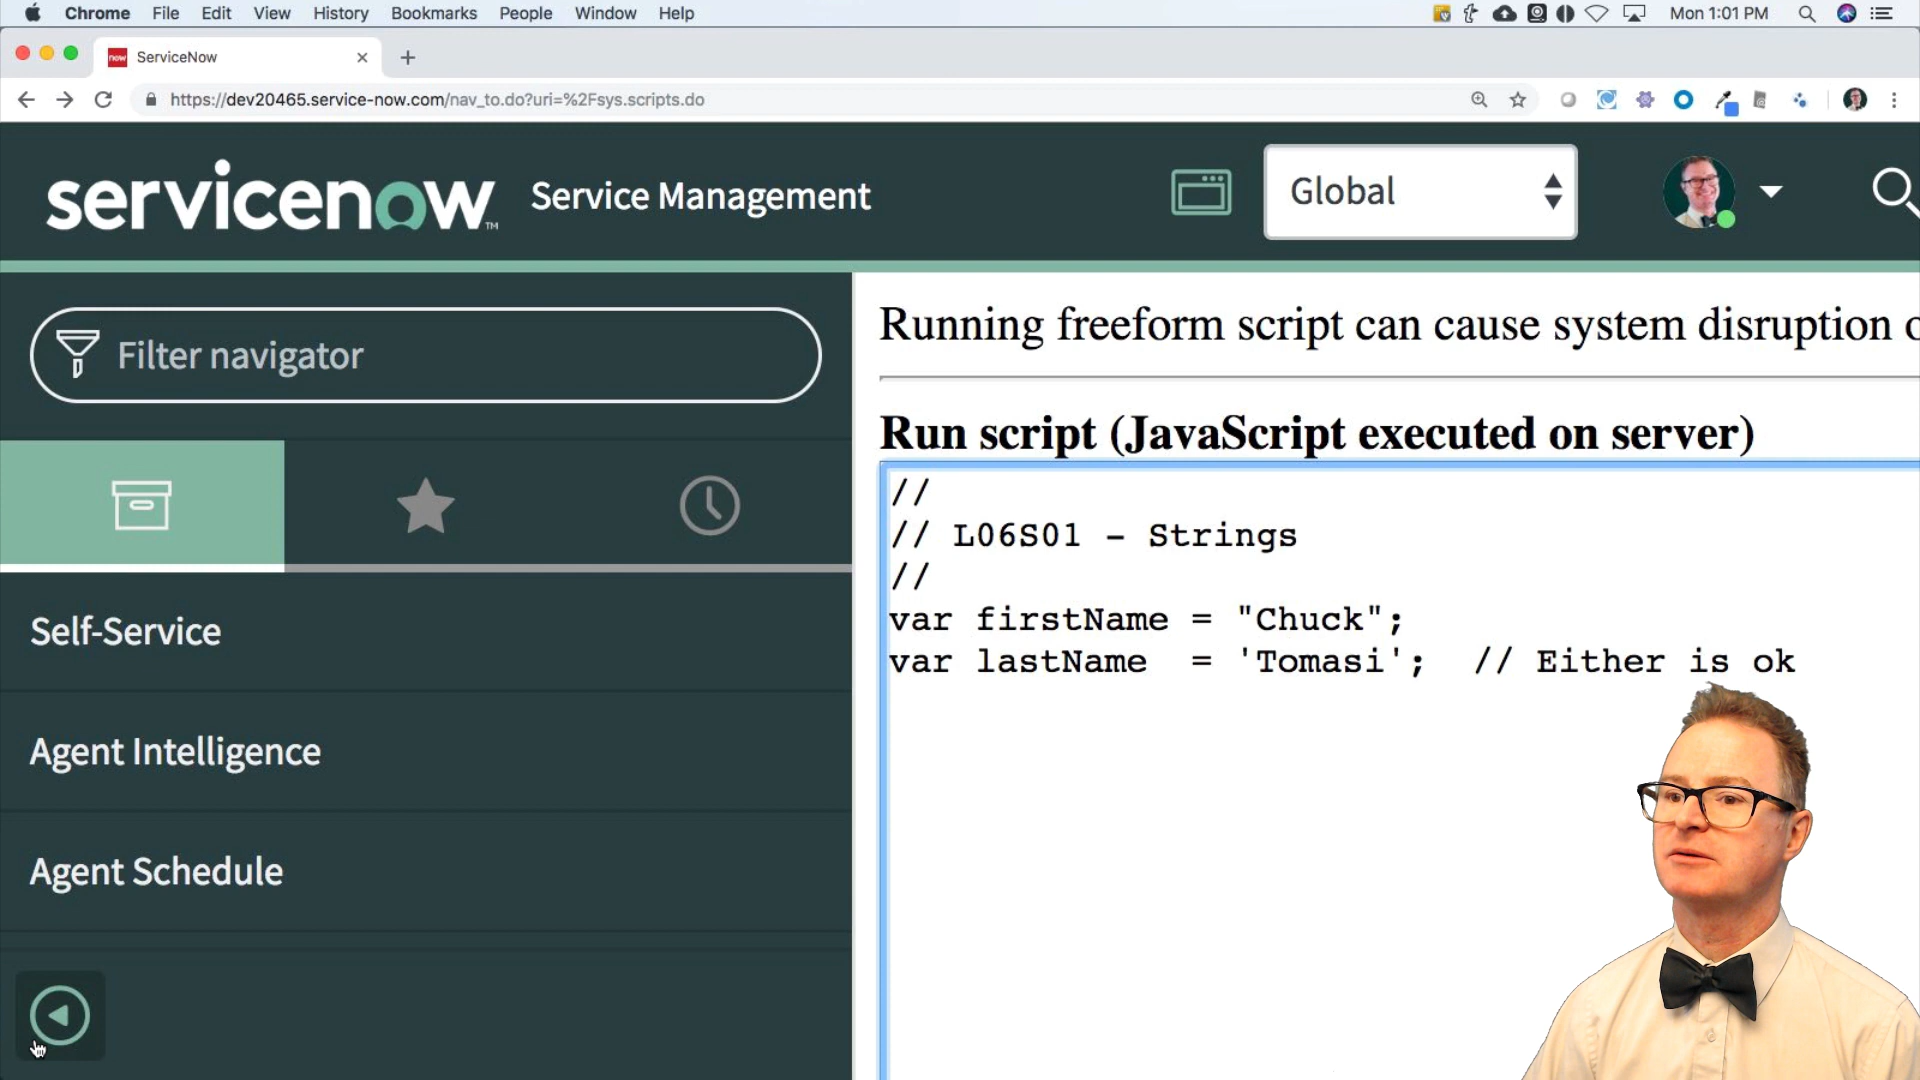 Chrome File Edit View History Bookmarks People Window Help Mon 1:01 PM
now ServiceNow
https://dev20465.service-now.com/nav_to.do?uri=%2Fsys.scripts.do
servicenow™ Service Management Global
Filter navigator
Self-Service
Agent Intelligence
Agent Schedule
Running freeform script can cause system disruption
Run script (JavaScript executed on server)
//
// L06S01 - Strings
//
var firstName = "Chuck";
var lastName  = 'Tomasi';  // Either is ok